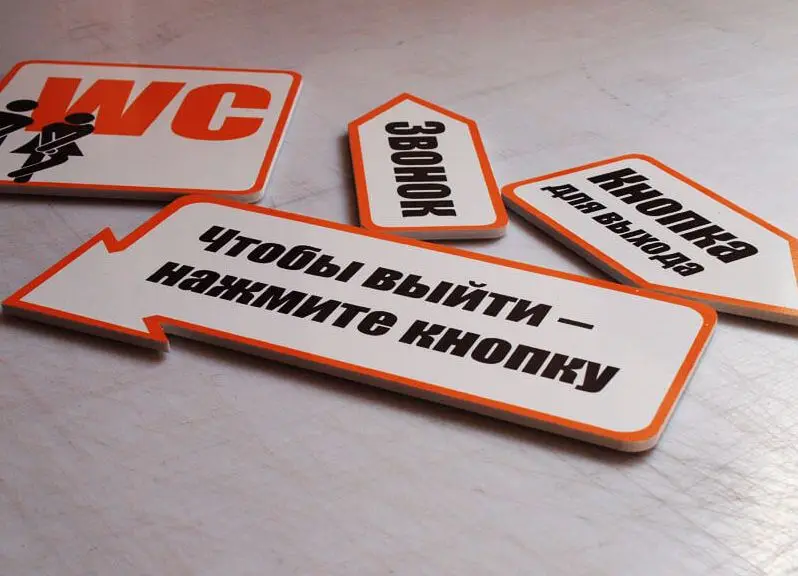 WC
Звонок
Кнопка
для выхода
Чтобы выйти –
нажмите кнопку